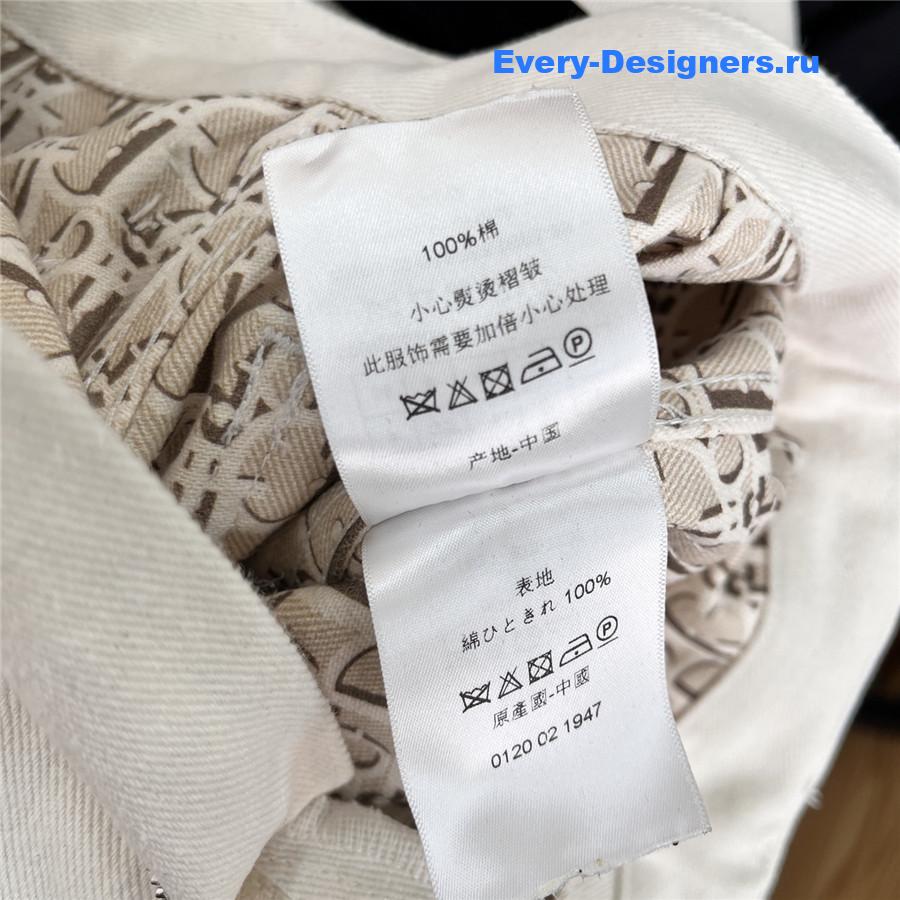 Every-Designers.ru
100%棉
小心熨烫褶皱
此服饰需要加倍小心处理
P
产地-中国
表地
綿ひときれ 100%
P
原產國-中國
0120 02 1947